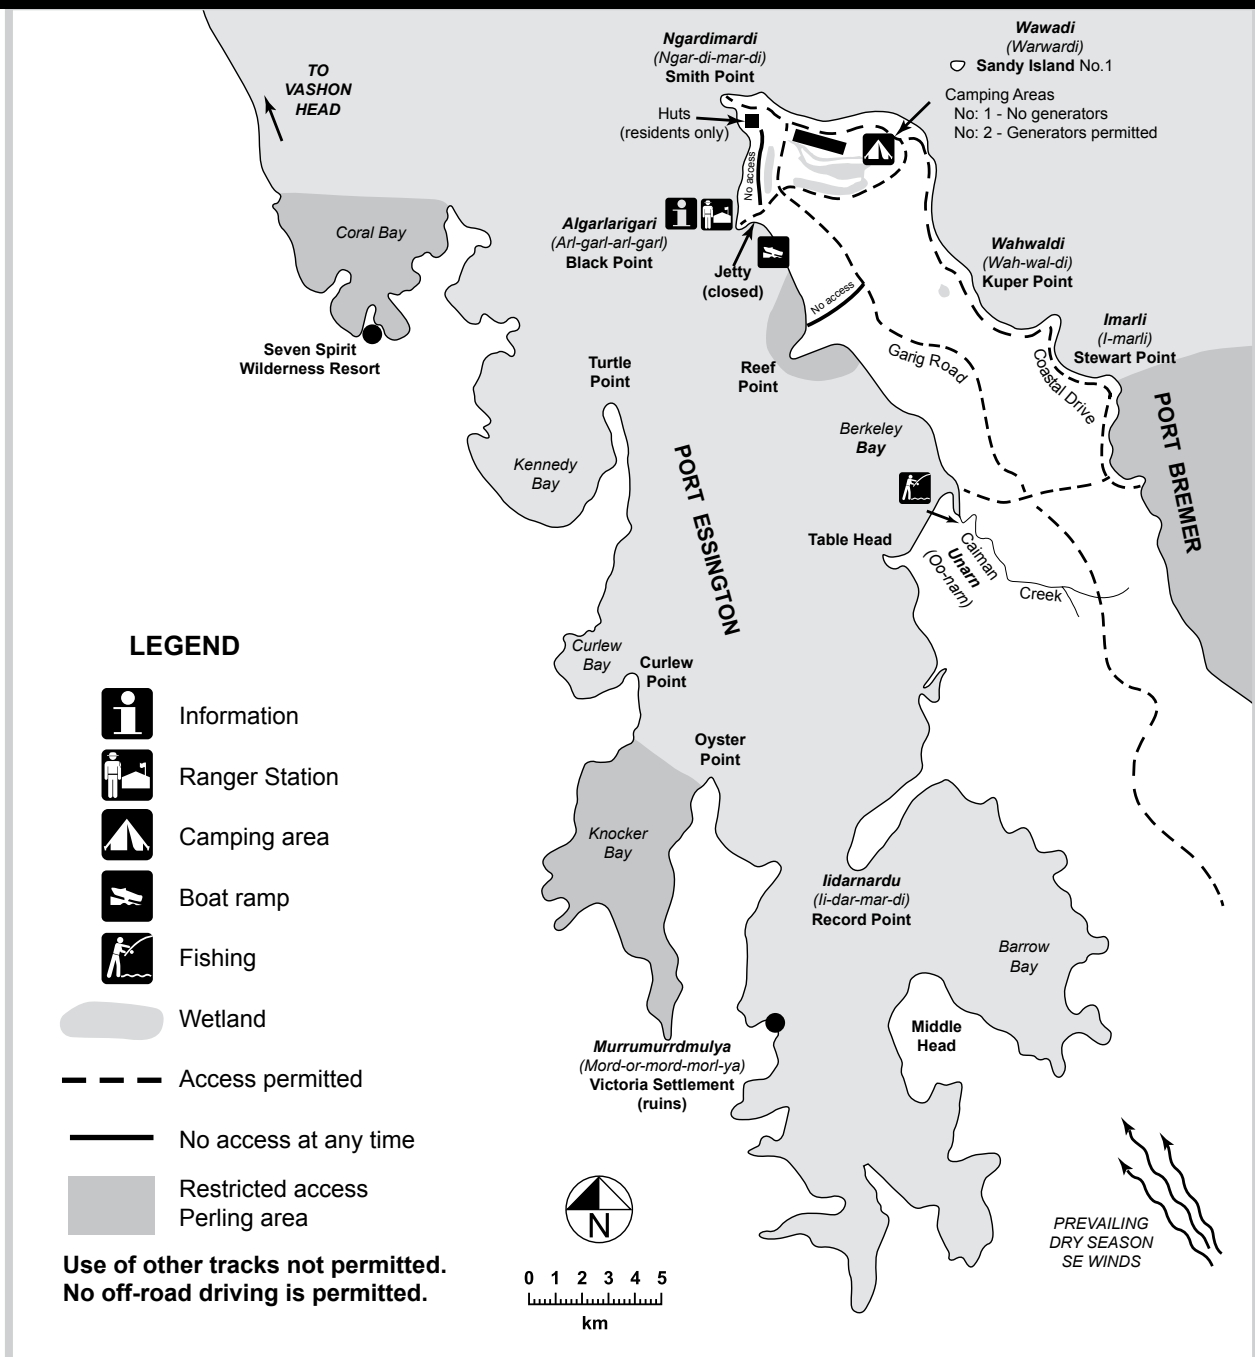 Ngardimardi
(Ngar-di-mar-di)
Smith Point
Wawadi
(Warwardi)
Sandy Island No.1
Camping Areas
No: 1 - No generators
No: 2 - Generators permitted
TO
VASHON
HEAD
Huts
(residents only)
No access
Coral Bay
Algarlarigari
(Arl-garl-arl-garl)
Black Point
Jetty
(closed)
No access
Wahwaldi
(Wah-wal-di)
Kuper Point
Imarli
(I-marli)
Stewart Point
Seven Spirit
Wilderness Resort
Turtle
Point
Reef
Point
Garig Road
Coastal Drive
PORT BREMER
Berkeley
Bay
Kennedy
Bay
PORT ESSINGTON
Table Head
Caiman
Unarn
(Oo-narn)
Creek
Curlew
Bay
Curlew
Point
Oyster
Point
Knocker
Bay
Iidarnardu
(Ii-dar-mar-di)
Record Point
Barrow
Bay
Middle
Head
Murrumurrdmulya
(Mord-or-mord-morl-ya)
Victoria Settlement
(ruins)
LEGEND
Information
Ranger Station
Camping area
Boat ramp
Fishing
Wetland
Access permitted
No access at any time
Restricted access
Perling area
Use of other tracks not permitted.
No off-road driving is permitted.
N
0 1 2 3 4 5
km
PREVAILING
DRY SEASON
SE WINDS